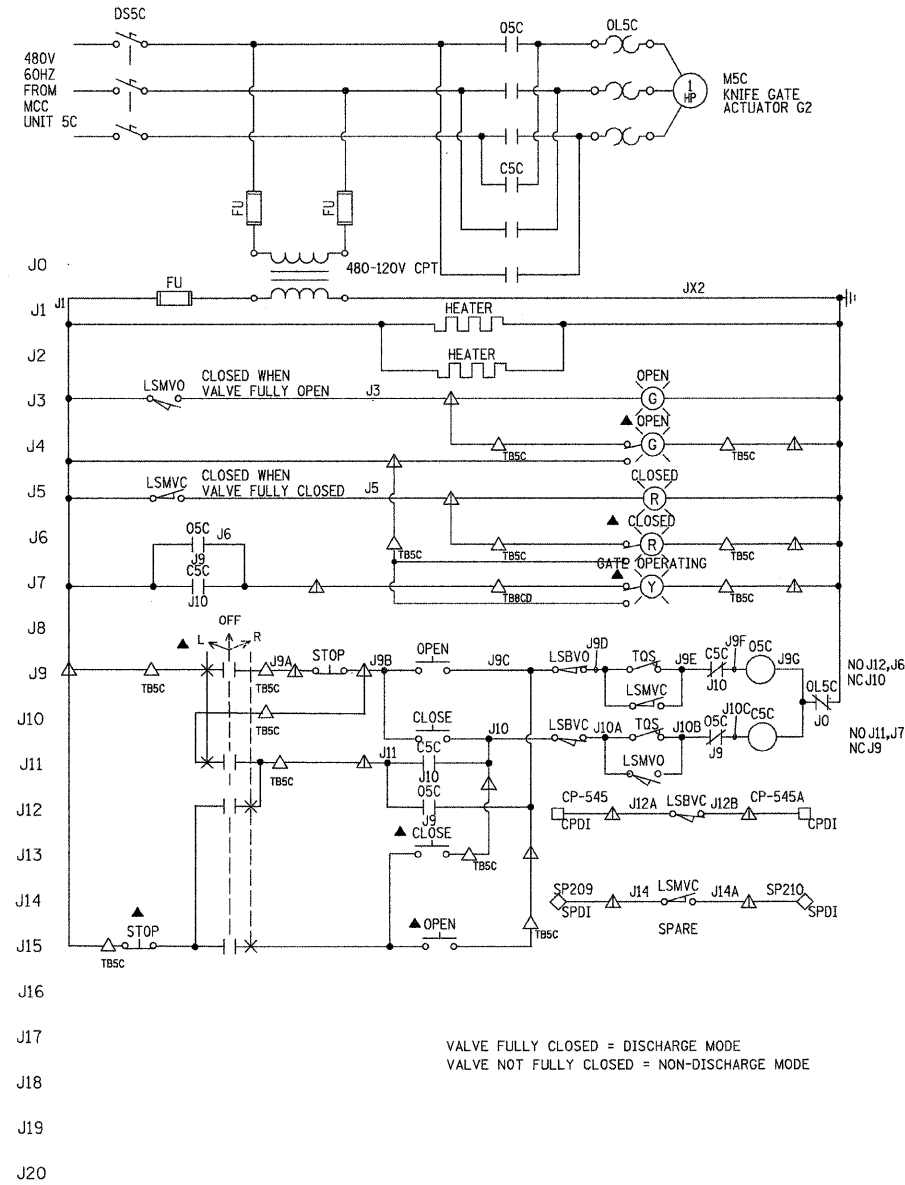 DS5C
O5C
OL5C
480V
60HZ
FROM
MCC
UNIT 5C
1
HP
M5C
KNIFE GATE
ACTUATOR G2
C5C
FU
FU
J0
480-120V CPT
FU
JX2
J1
J1
HEATER
J2
HEATER
OPEN
CLOSED WHEN
VALVE FULLY OPEN
LSMVO
J3
J3
G
OPEN
J4
G
TB5C
TB5C
CLOSED WHEN
VALVE FULLY CLOSED
LSMVC
J5
J5
CLOSED
R
CLOSED
J6
O5C
J6
J9
TB5C
TB5C
R
TB5C
GATE OPERATING
J7
C5C
J10
TB8CD
Y
TB5C
J8
OFF
L
R
J9
TB5C
J9A
TB5C
STOP
J9B
OPEN
J9C
LSBVO
J9D
TQS
J9E
C5C
J10
J9F
O5C
J9G
NO J12,J6
NC J10
LSMVC
OL5C
J0
J10
TB5C
CLOSE
J10
LSBVC
J10A
TQS
J10B
O5C
J9
J10C
C5C
NO J11,J7
NC J9
J11
TB5C
J11
C5C
J10
LSMVO
J12
O5C
J9
CP-545
CPDI
J12A
LSBVC
J12B
CP-545A
CPDI
J13
CLOSE
TB5C
J14
SP209
SPDI
J14
LSMVC
J14A
SP210
SPDI
SPARE
J15
STOP
TB5C
OPEN
TB5C
J16
J17
VALVE FULLY CLOSED = DISCHARGE MODE
VALVE NOT FULLY CLOSED = NON-DISCHARGE MODE
J18
J19
J20